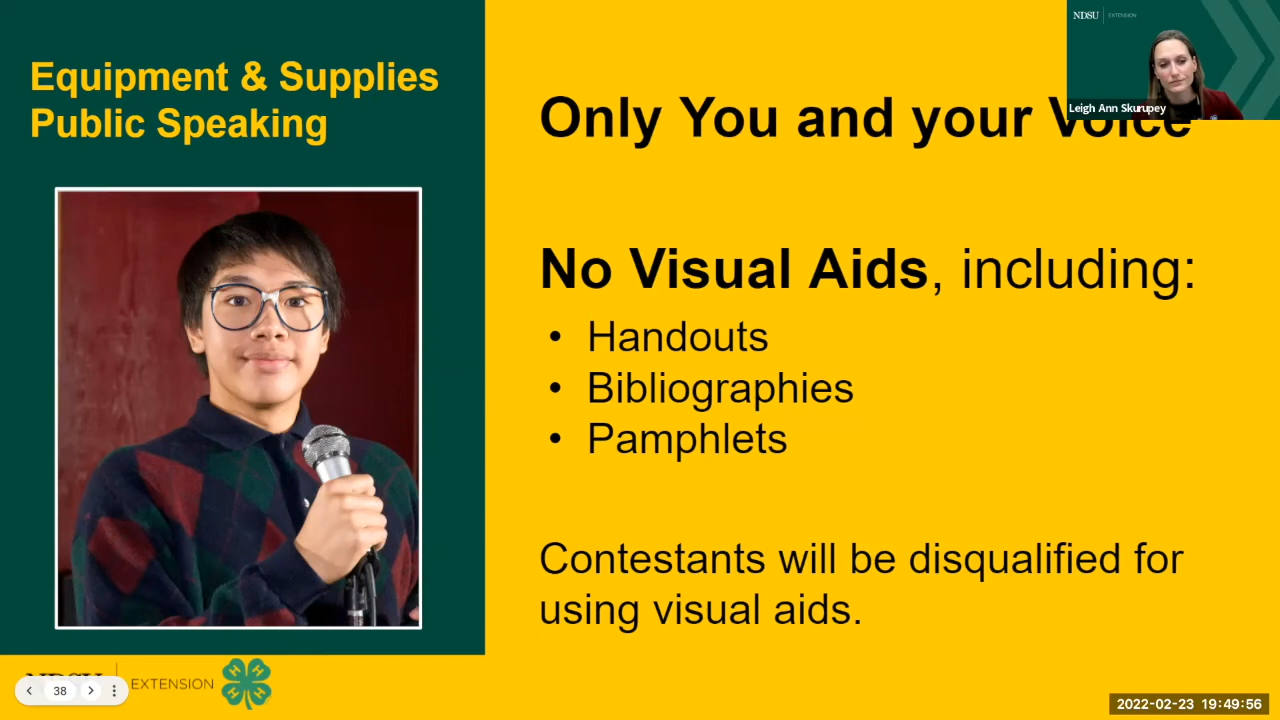 Equipment & Supplies
Public Speaking
NDSU EXTENSION
Leigh Ann Skurupey
Only You and your Voice
No Visual Aids, including:
• Handouts
• Bibliographies
• Pamphlets
Contestants will be disqualified for
using visual aids.
NDSU EXTENSION
H H H H
38
2022-02-23 19:49:56